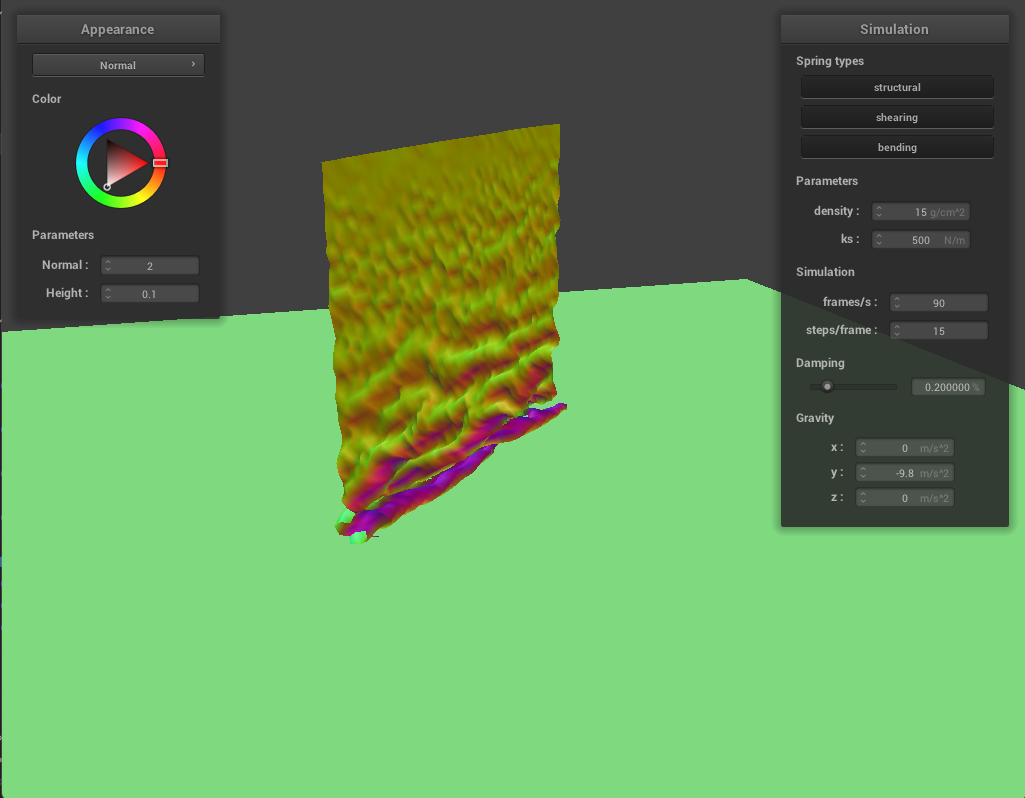 Appearance
Normal
Color
Parameters
Normal :
2
Height :
0.1
Simulation
Spring types
structural
shearing
bending
Parameters
density :
15 g/cm^2
ks :
500 N/m
Simulation
frames/s :
90
steps/frame :
15
Damping
0.200000 %
Gravity
x :
0 m/s^2
y :
-9.8 m/s^2
z :
0 m/s^2